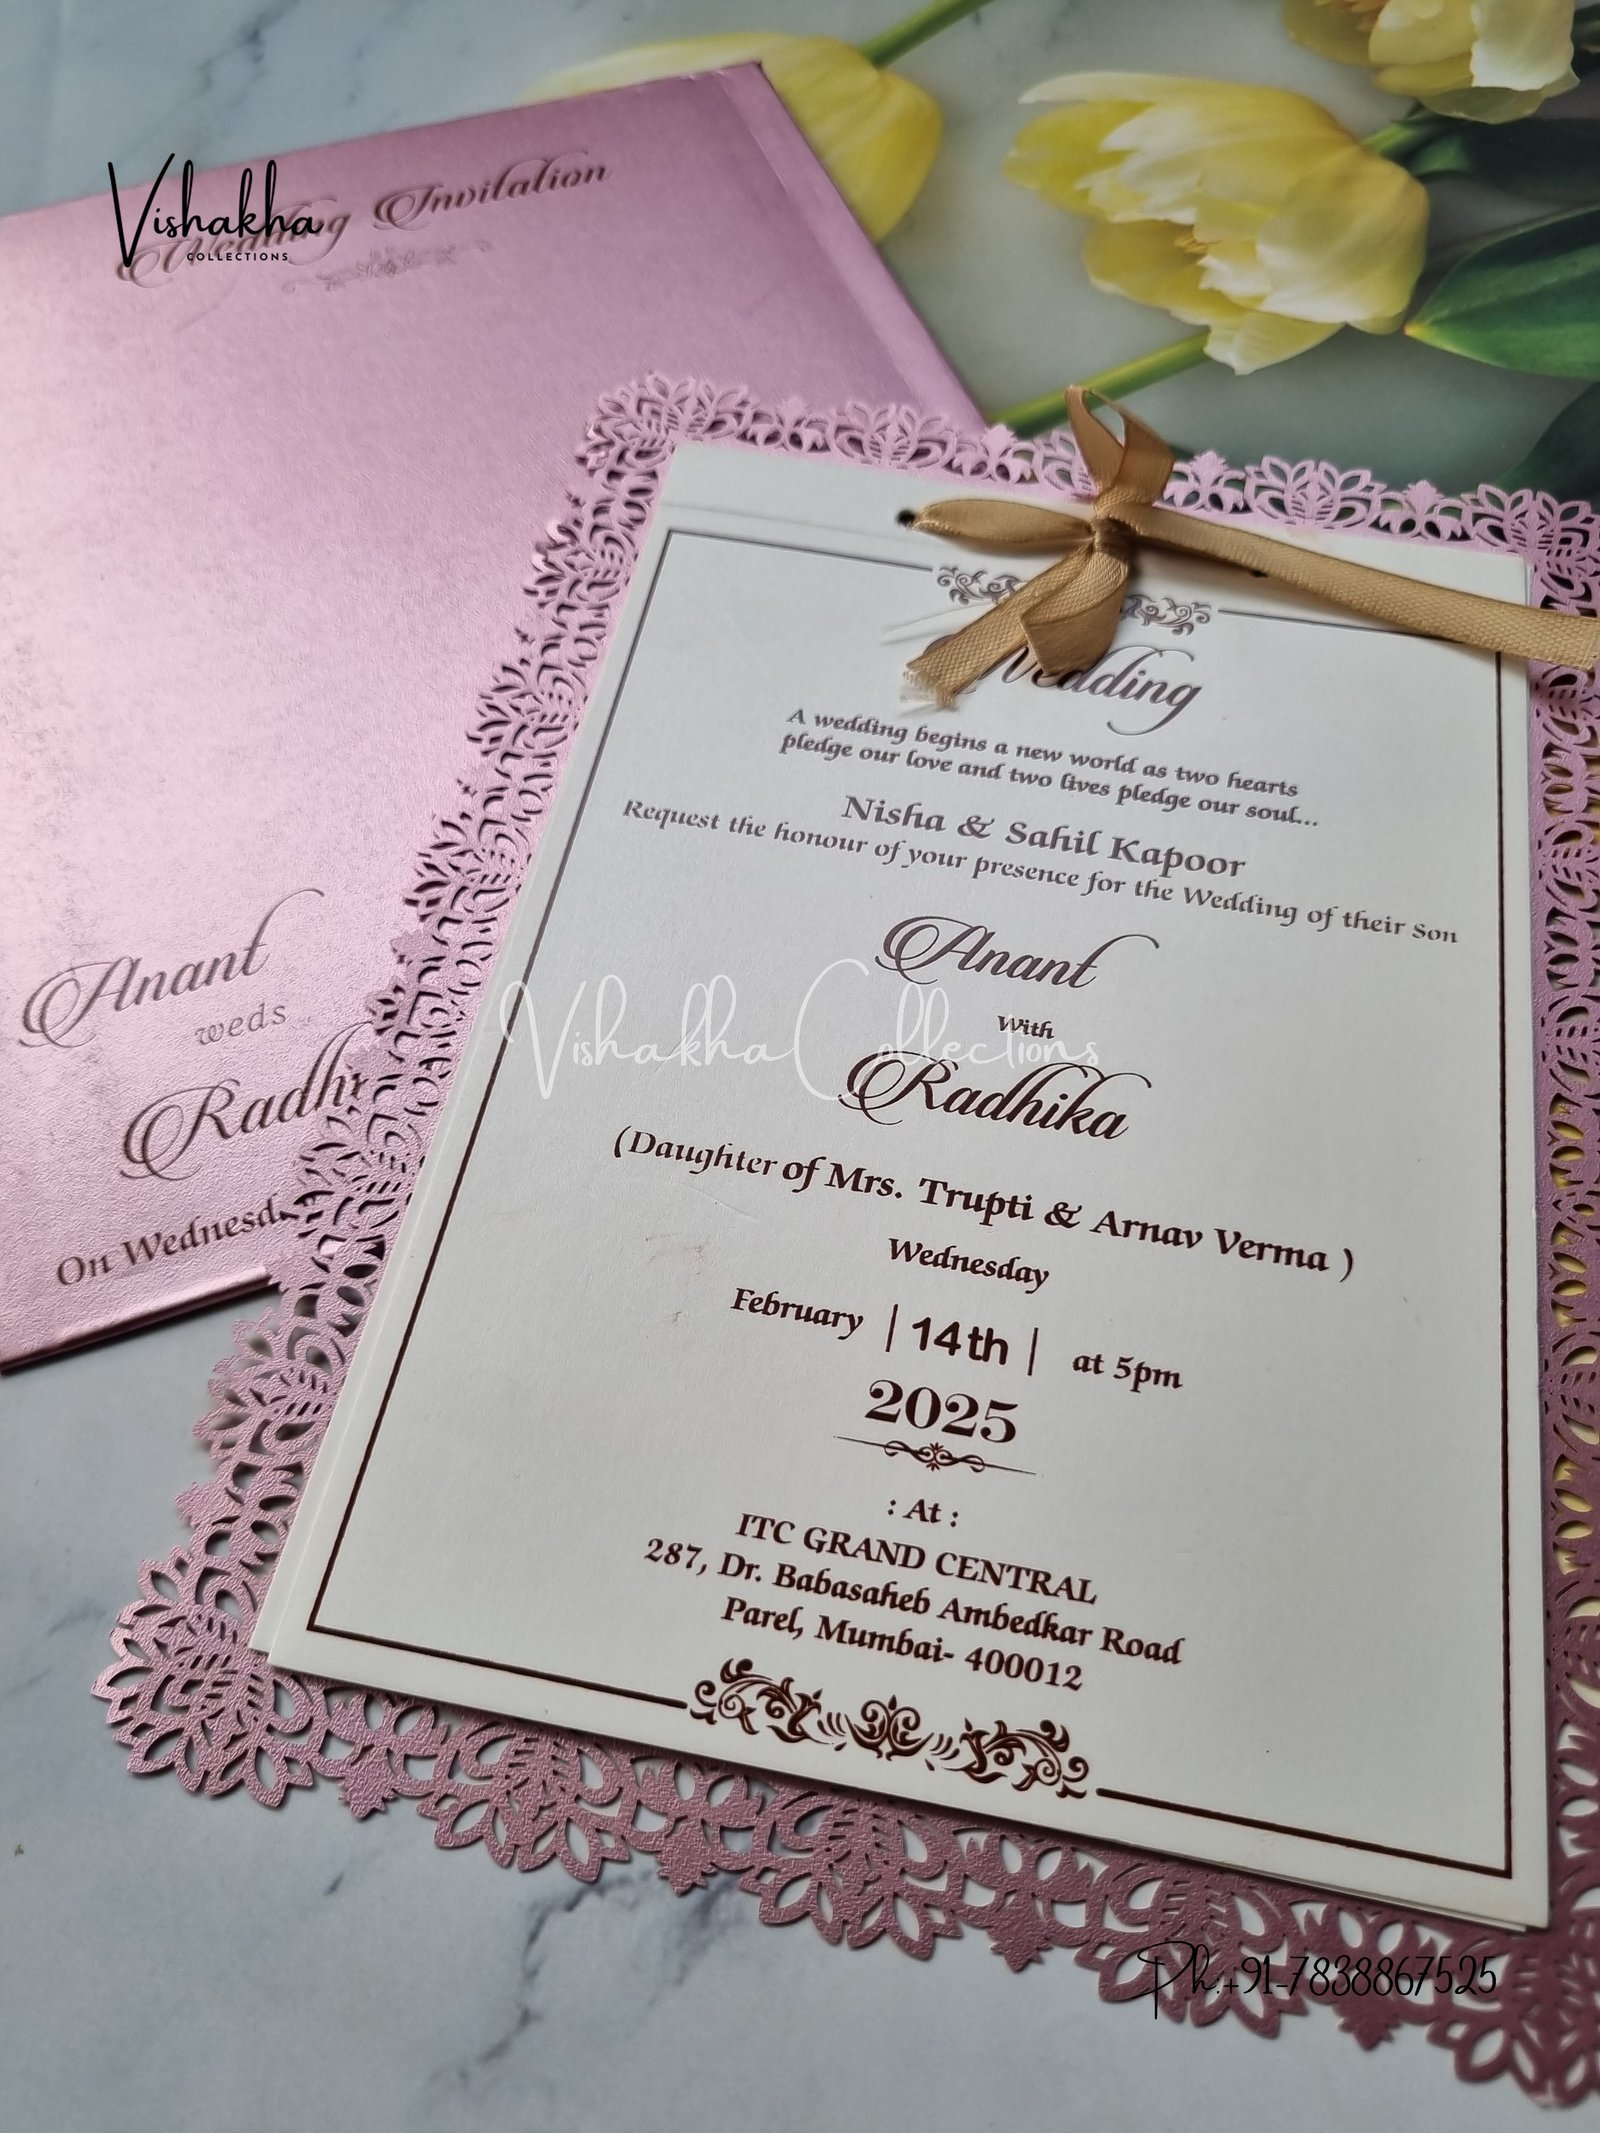 Vishakha
COLLECTIONS
Wedding Invitation
Anant
weds
On Wednesd
Wedding
A wedding begins a new world as two hearts
pledge our love and two lives pledge our soul...
Nisha & Sahil Kapoor
Request the honour of your presence for the Wedding of their Son
Anant
With
Vishakha Collections
Radhika
(Daughter of Mrs. Trupti & Arnav Verma )
Wednesday
February | 14th | at 5pm
2025
: At :
ITC GRAND CENTRAL
287, Dr. Babasaheb Ambedkar Road
Parel, Mumbai- 400012
Ph.:+91-7838867525